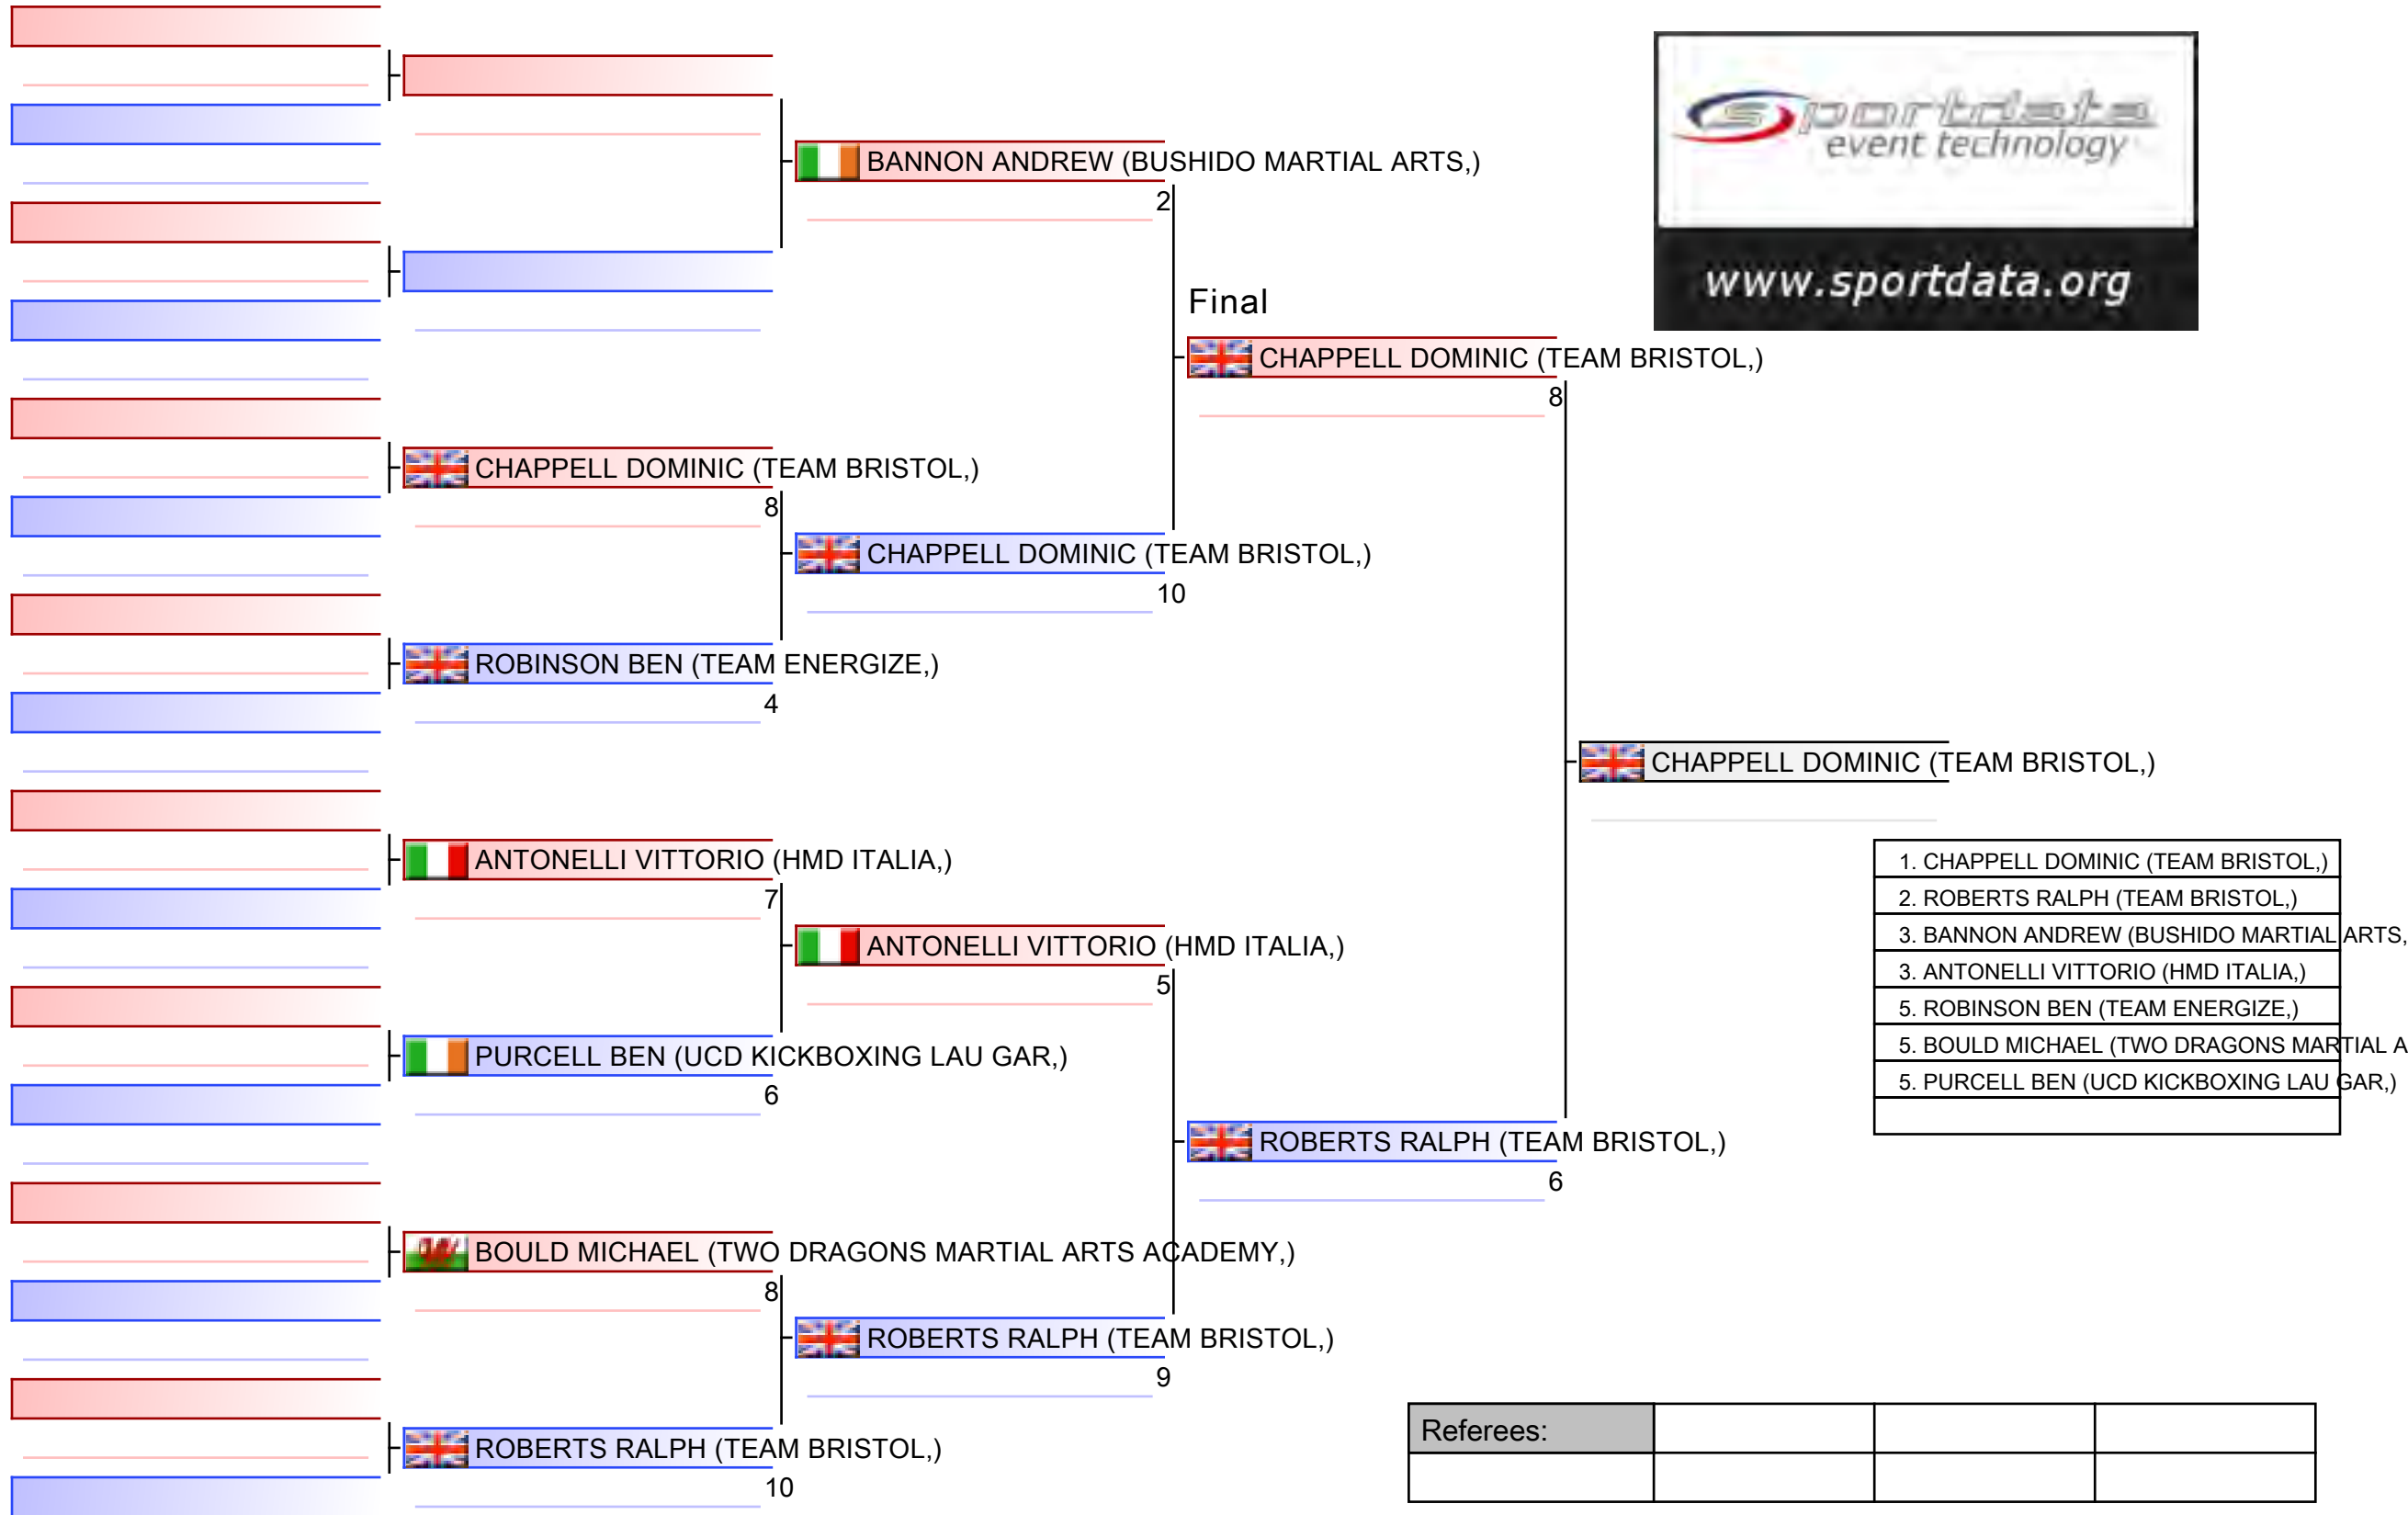 sportdata
event technology
www.sportdata.org
BANNON ANDREW (BUSHIDO MARTIAL ARTS,)
2
Final
CHAPPELL DOMINIC (TEAM BRISTOL,)
8
CHAPPELL DOMINIC (TEAM BRISTOL,)
8
CHAPPELL DOMINIC (TEAM BRISTOL,)
10
ROBINSON BEN (TEAM ENERGIZE,)
4
CHAPPELL DOMINIC (TEAM BRISTOL,)
ANTONELLI VITTORIO (HMD ITALIA,)
7
ANTONELLI VITTORIO (HMD ITALIA,)
5
PURCELL BEN (UCD KICKBOXING LAU GAR,)
6
ROBERTS RALPH (TEAM BRISTOL,)
6
BOULD MICHAEL (TWO DRAGONS MARTIAL ARTS ACADEMY,)
8
ROBERTS RALPH (TEAM BRISTOL,)
9
ROBERTS RALPH (TEAM BRISTOL,)
10
1. CHAPPELL DOMINIC (TEAM BRISTOL,)
2. ROBERTS RALPH (TEAM BRISTOL,)
3. BANNON ANDREW (BUSHIDO MARTIAL ARTS,
3. ANTONELLI VITTORIO (HMD ITALIA,)
5. ROBINSON BEN (TEAM ENERGIZE,)
5. BOULD MICHAEL (TWO DRAGONS MARTIAL A
5. PURCELL BEN (UCD KICKBOXING LAU GAR,)
Referees: